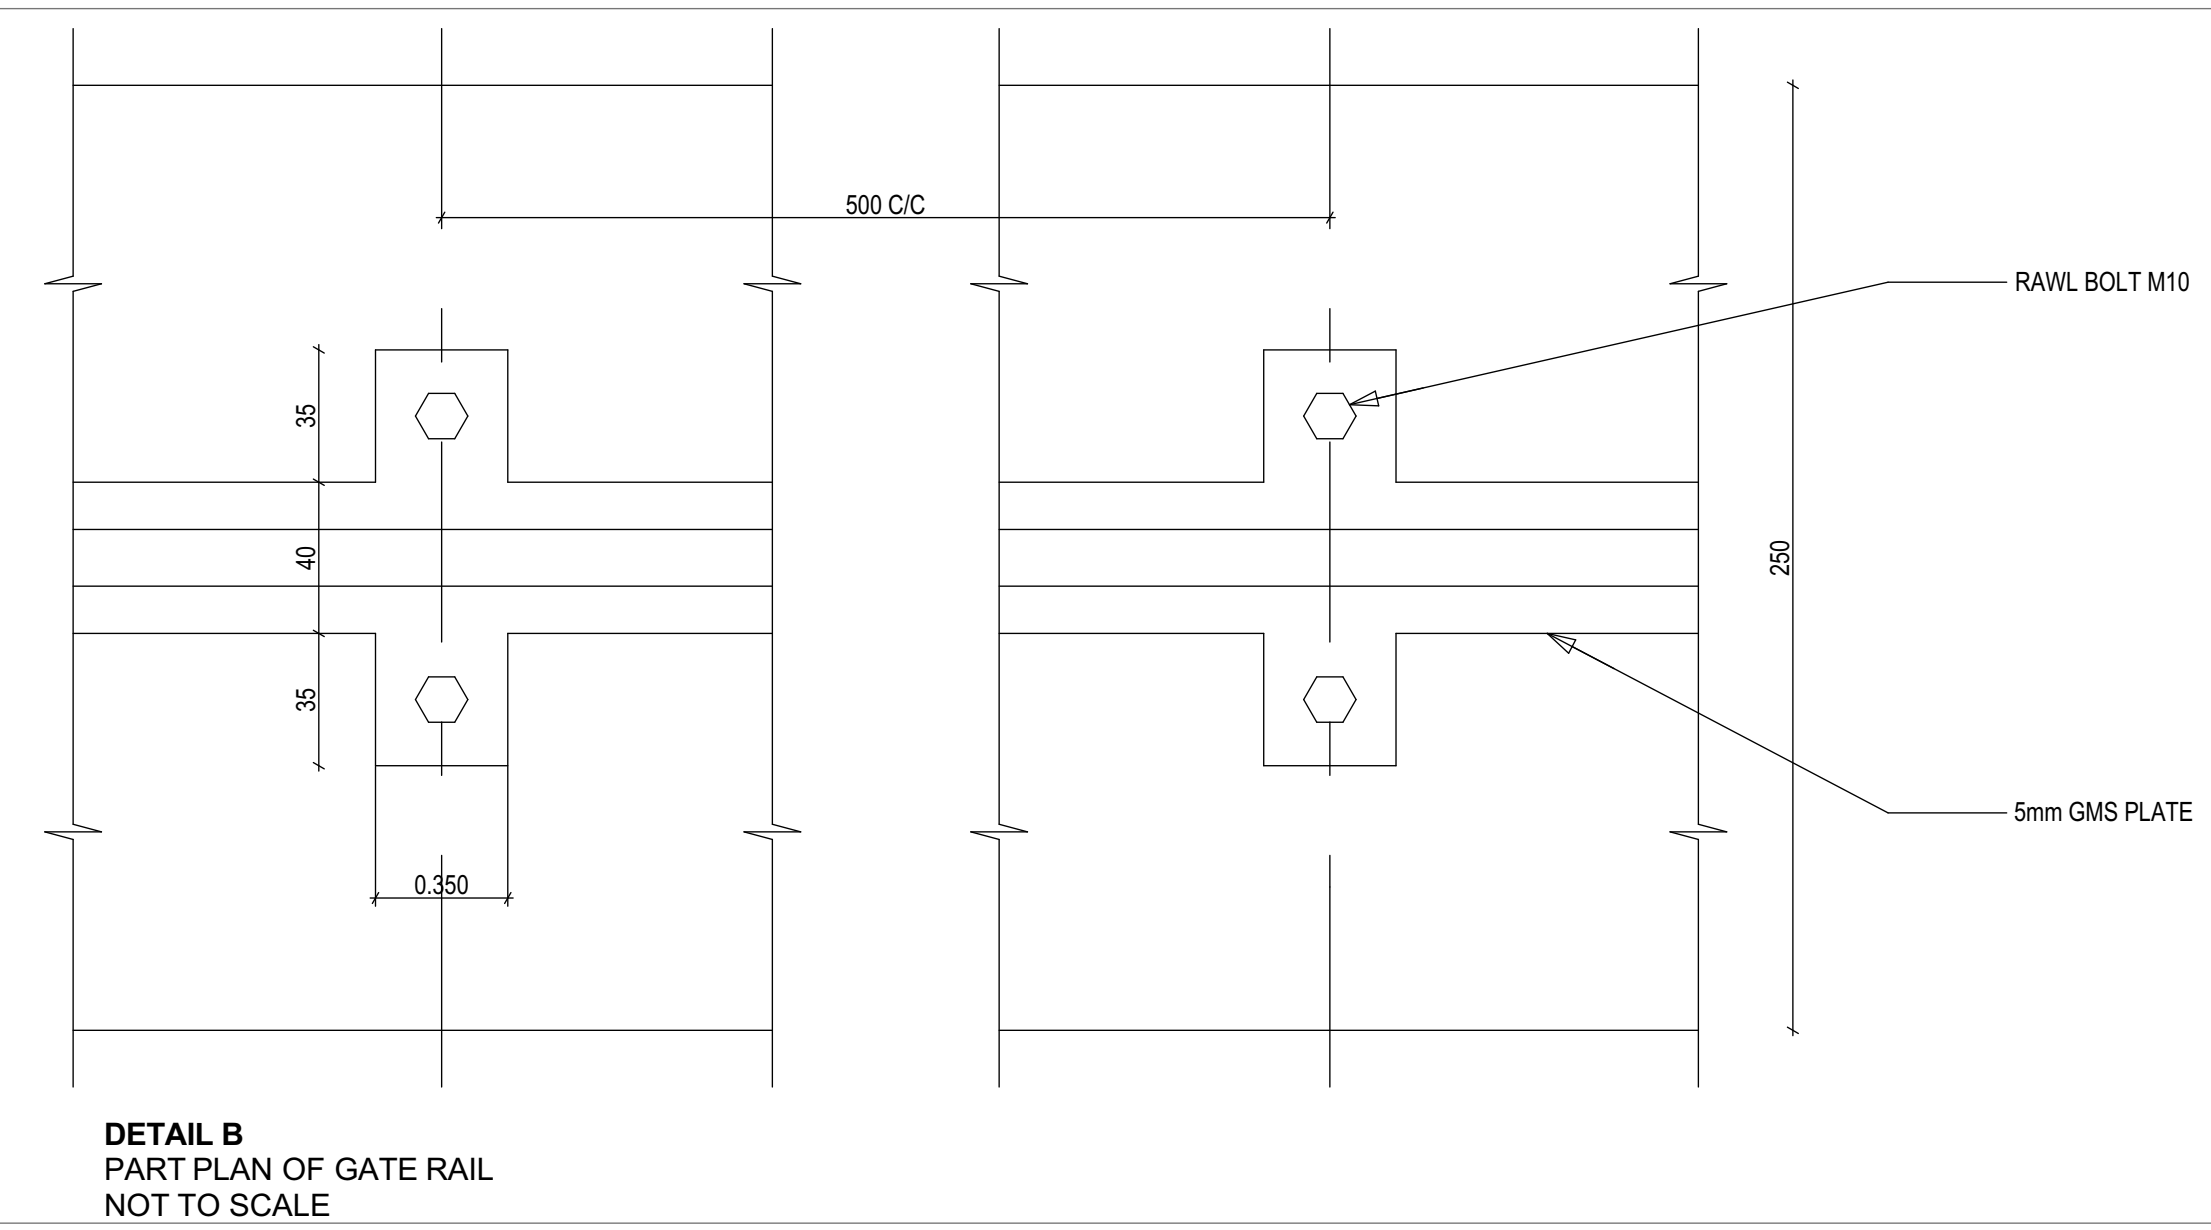 500 C/C
RAWL BOLT M10
35
40
250
35
5mm GMS PLATE
0.350
DETAIL B
PART PLAN OF GATE RAIL
NOT TO SCALE